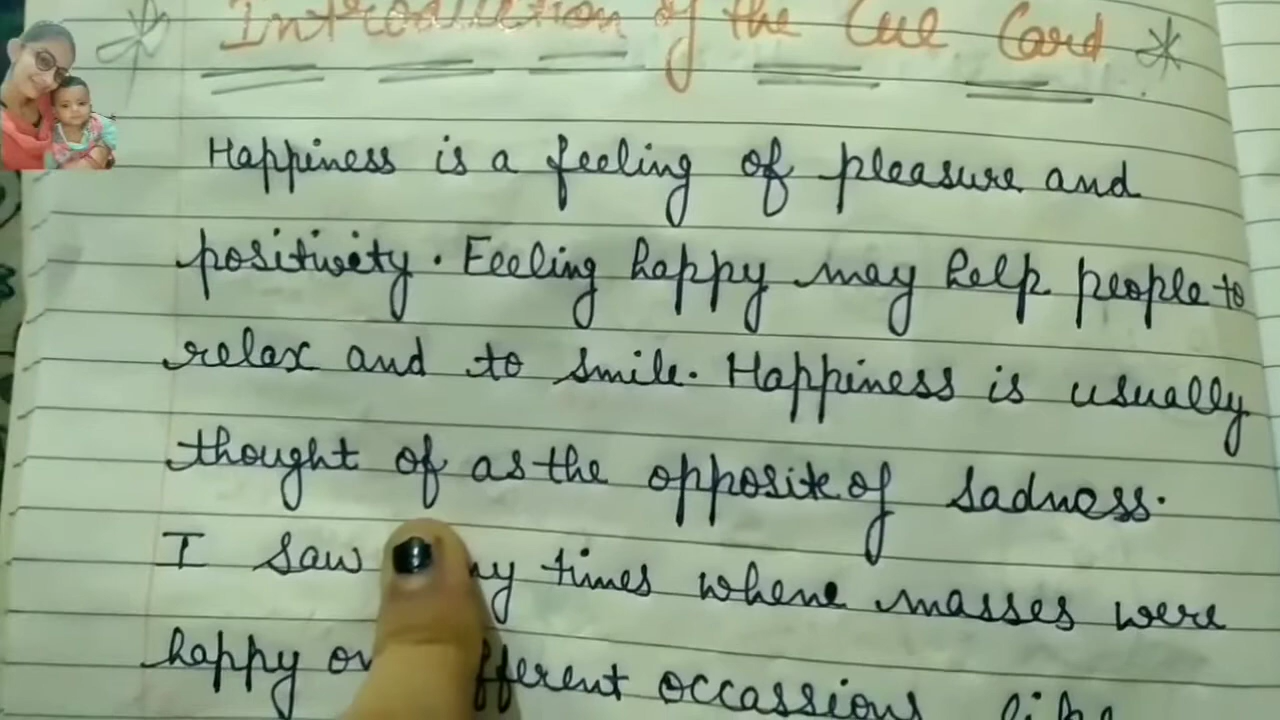 Introduction of the Cue Card
Happiness is a feeling of pleasure and
positivity. Feeling happy may help people to
relax and to smile. Happiness is usually
thought of as the opposite of sadness.
I saw times where masses were
happy occassions like